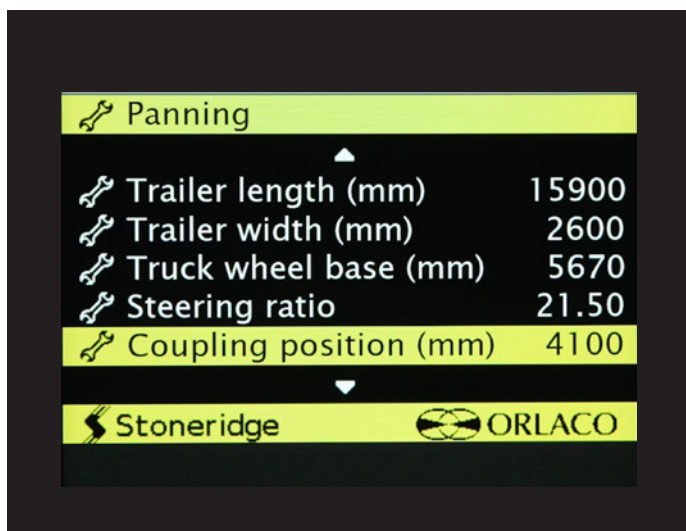 Panning
Trailer length (mm) 15900
Trailer width (mm) 2600
Truck wheel base (mm) 5670
Steering ratio 21.50
Coupling position (mm) 4100
Stoneridge ORLACO